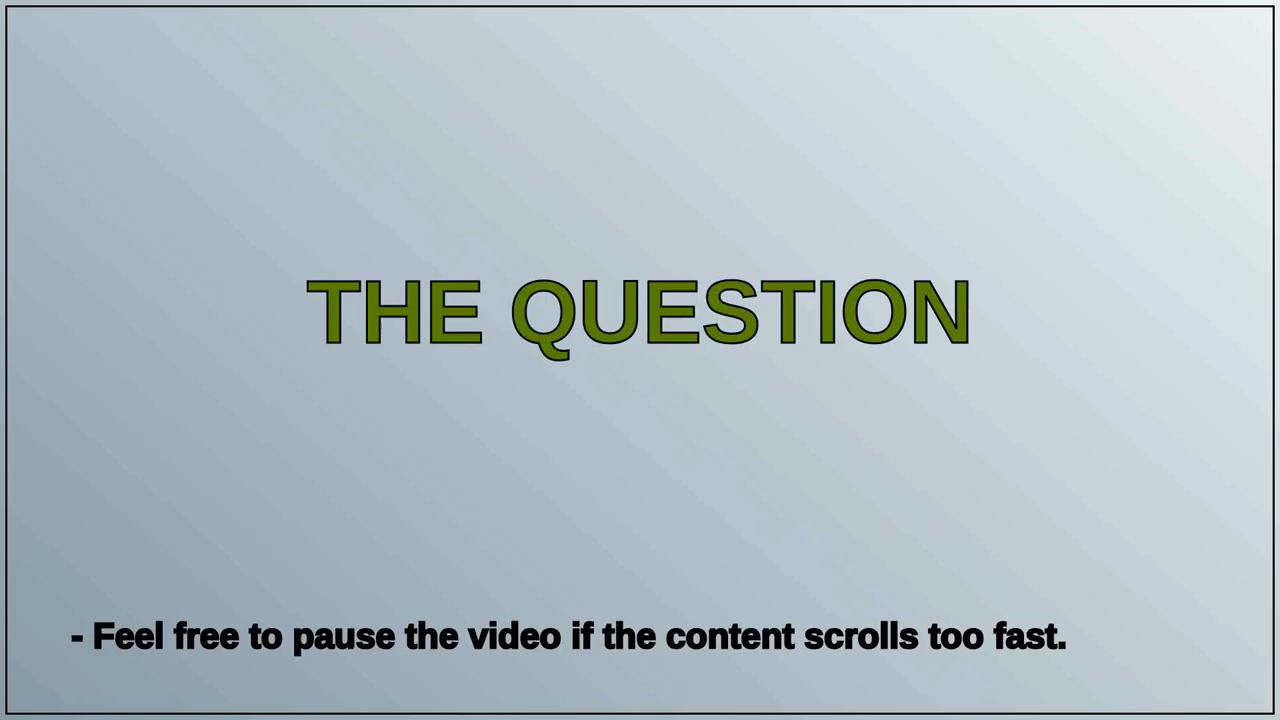 THE QUESTION
- Feel free to pause the video if the content scrolls too fast.